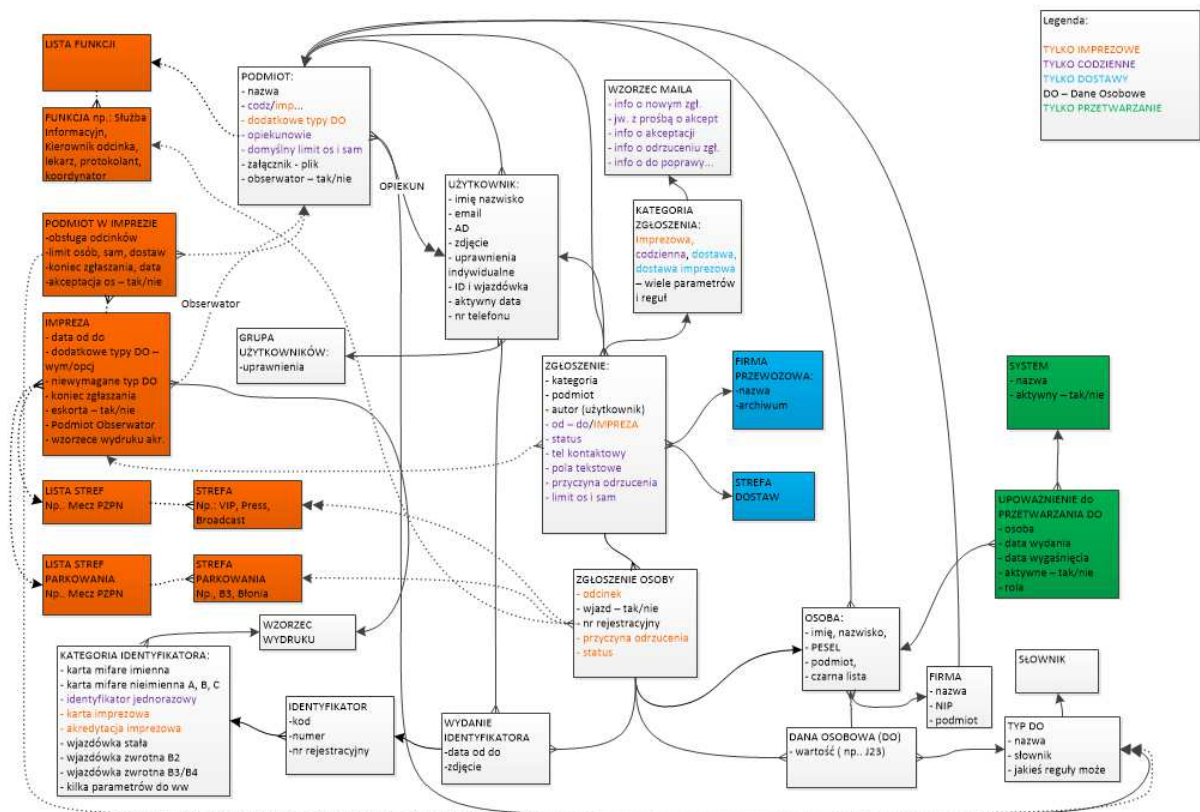 Legenda:
TYLKO IMPREZOWE
TYLKO CODZIENNE
TYLKO DOSTAWY
DO – Dane Osobowe
TYLKO PRZETWARZANIE
LISTA FUNKCJI
FUNKCJA np.: Służba
Informacyjn,
Kierownik odcinka,
lekarz, protokolant,
koordynator
PODMIOT:
- nazwa
- codz/imp...
- dodatkowe typy DO
- opiekunowie
- domyślny limit os i sam
- załącznik - plik
- obserwator – tak/nie
OPIEKUN
WZORZEC MAILA
- info o nowym zgł.
- jw. z prośbą o akcept
- info o akceptacji
- info o odrzuceniu zgł.
- info o do poprawy...
UŻYTKOWNIK:
- imię nazwisko
- email
- AD
- zdjęcie
- uprawnienia
indywidualne
- ID i wjazdówka
- aktywny data
- nr telefonu
KATEGORIA
ZGŁOSZENIA:
Imprezowa,
codzienna, dostawa,
dostawa imprezowa
– wiele parametrów
i reguł
PODMIOT W IMPREZIE
-obsługa odcinków
-limit osób, sam, dostaw
-koniec zgłaszania, data
-akceptacja os – tak/nie
Obserwator
IMPREZA
- data od do
- dodatkowe typy DO –
wym/opcj
- niewymagane typ DO
- koniec zgłaszania
- eskorta – tak/nie
- Podmiot Obserwator
- wzorzece wydruku akr.
GRUPA
UŻYTKOWNIKÓW:
-uprawnienia
ZGŁOSZENIE:
- kategoria
- podmiot
- autor (użytkownik)
- od – do/IMPREZA
- status
- tel kontaktowy
- pola tekstowe
- przyczyna odrzucenia
- limit os i sam
FIRMA
PRZEWOZOWA:
-nazwa
-archiwum
SYSTEM
- nazwa
- aktywny – tak/nie
STREFA
DOSTAW
LISTA STREF
Np.. Mecz PZPN
STREFA
Np.: VIP, Press,
Broadcast
UPOWAŻNIENIE do
PRZETWARZANIA DO
- osoba
- data wydania
- data wygaśnięcia
- aktywne – tak/nie
- rola
LISTA STREF
PARKOWANIA
Np.. Mecz PZPN
STREFA
PARKOWANIA
Np., B3, Błonia
ZGŁOSZENIE OSOBY
- odcinek
- wjazd – tak/nie
- nr rejestracyjny
- przyczyna odrzucenia
- status
WZORZEC
WYDRUKU
OSOBA:
- imię, nazwisko,
- PESEL
- podmiot,
- czarna lista
KATEGORIA IDENTYFIKATORA:
- karta mifare imienna
- karta mifare nieimienna A, B, C
- identyfikator jednorazowy
- karta imprezowa
- akredytacja imprezowa
- wjazdówka stała
- wjazdówka zwrotna B2
- wjazdówka zwrotna B3/B4
- kilka parametrów do ww
IDENTYFIKATOR
-kod
-numer
-nr rejestracyjny
WYDANIE
IDENTYFIKATORA
-data od do
-zdjęcie
FIRMA
- nazwa
- NIP
- podmiot
SŁOWNIK
DANA OSOBOWA (DO)
- wartość ( np.. J23)
TYP DO
- nazwa
- słownik
- jakieś reguły może